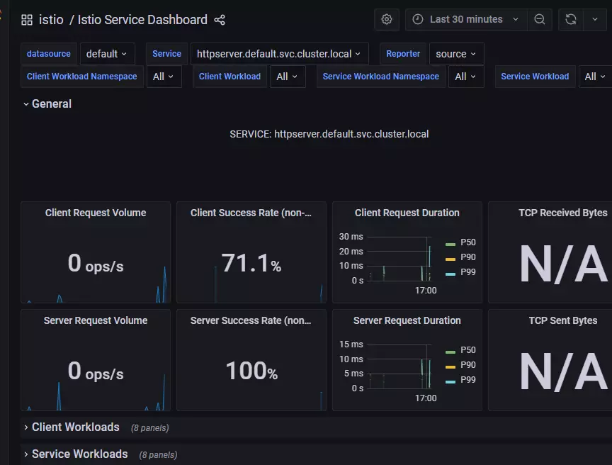 istio / Istio Service Dashboard
Last 30 minutes
datasource default Service httpserver.default.svc.cluster.local Reporter source
Client Workload Namespace All Client Workload All Service Workload Namespace All Service Workload All
General
SERVICE: httpserver.default.svc.cluster.local
Client Request Volume
0 ops/s
Client Success Rate (non-...
71.1%
Client Request Duration
30 ms
20 ms
10 ms
0 s
17:00
P50
P90
P99
TCP Received Bytes
N/A
Server Request Volume
0 ops/s
Server Success Rate (non...
100%
Server Request Duration
15 ms
10 ms
5 ms
0 s
17:00
P50
P90
P99
TCP Sent Bytes
N/A
Client Workloads (8 panels)
Service Workloads (8 panels)